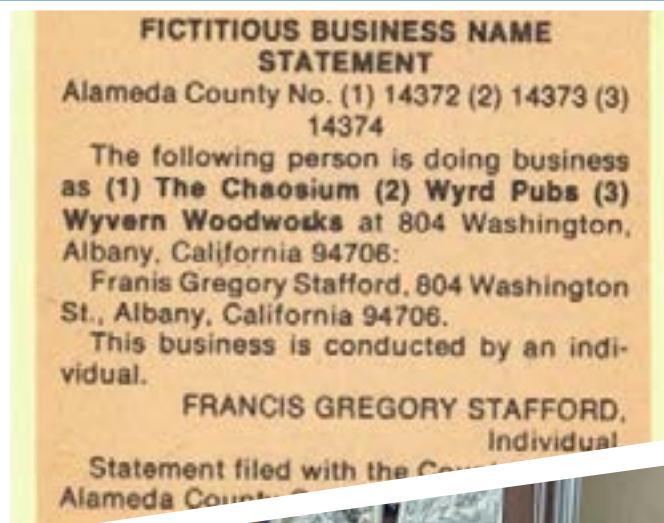 FICTITIOUS BUSINESS NAME
STATEMENT
Alameda County No. (1) 14372 (2) 14373 (3)
14374
The following person is doing business
as (1) The Chaosium (2) Wyrd Pubs (3)
Wyvern Woodwosks at 804 Washington,
Albany, California 94706:
Franis Gregory Stafford, 804 Washington
St., Albany, California 94706.
This business is conducted by an indi-
vidual.
FRANCIS GREGORY STAFFORD,
Individual
Statement filed with the
Alameda County